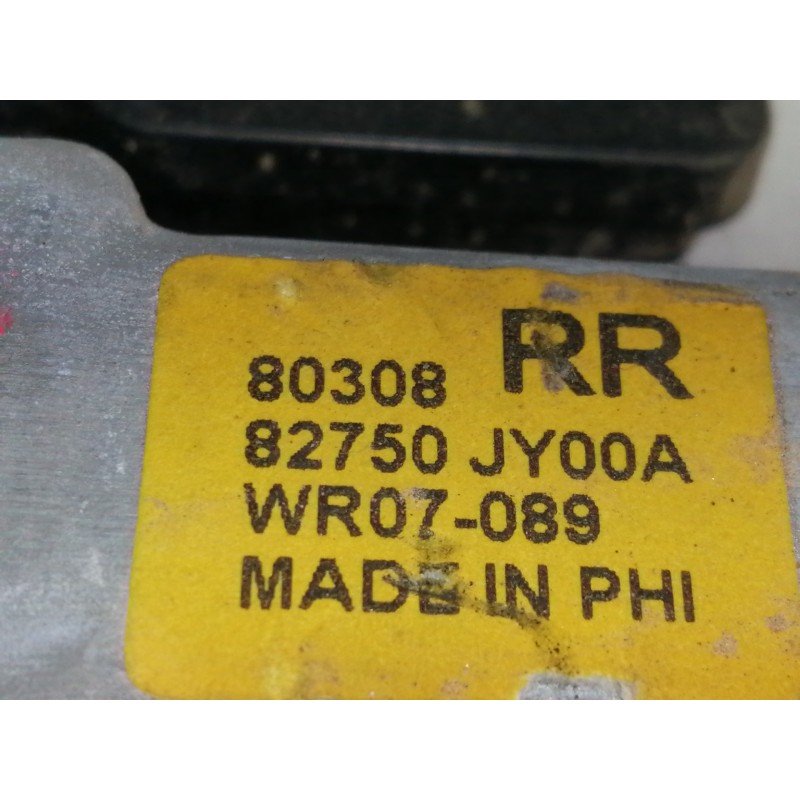 80308 RR
82750 JY00A
WR07-089
MADE IN PHI